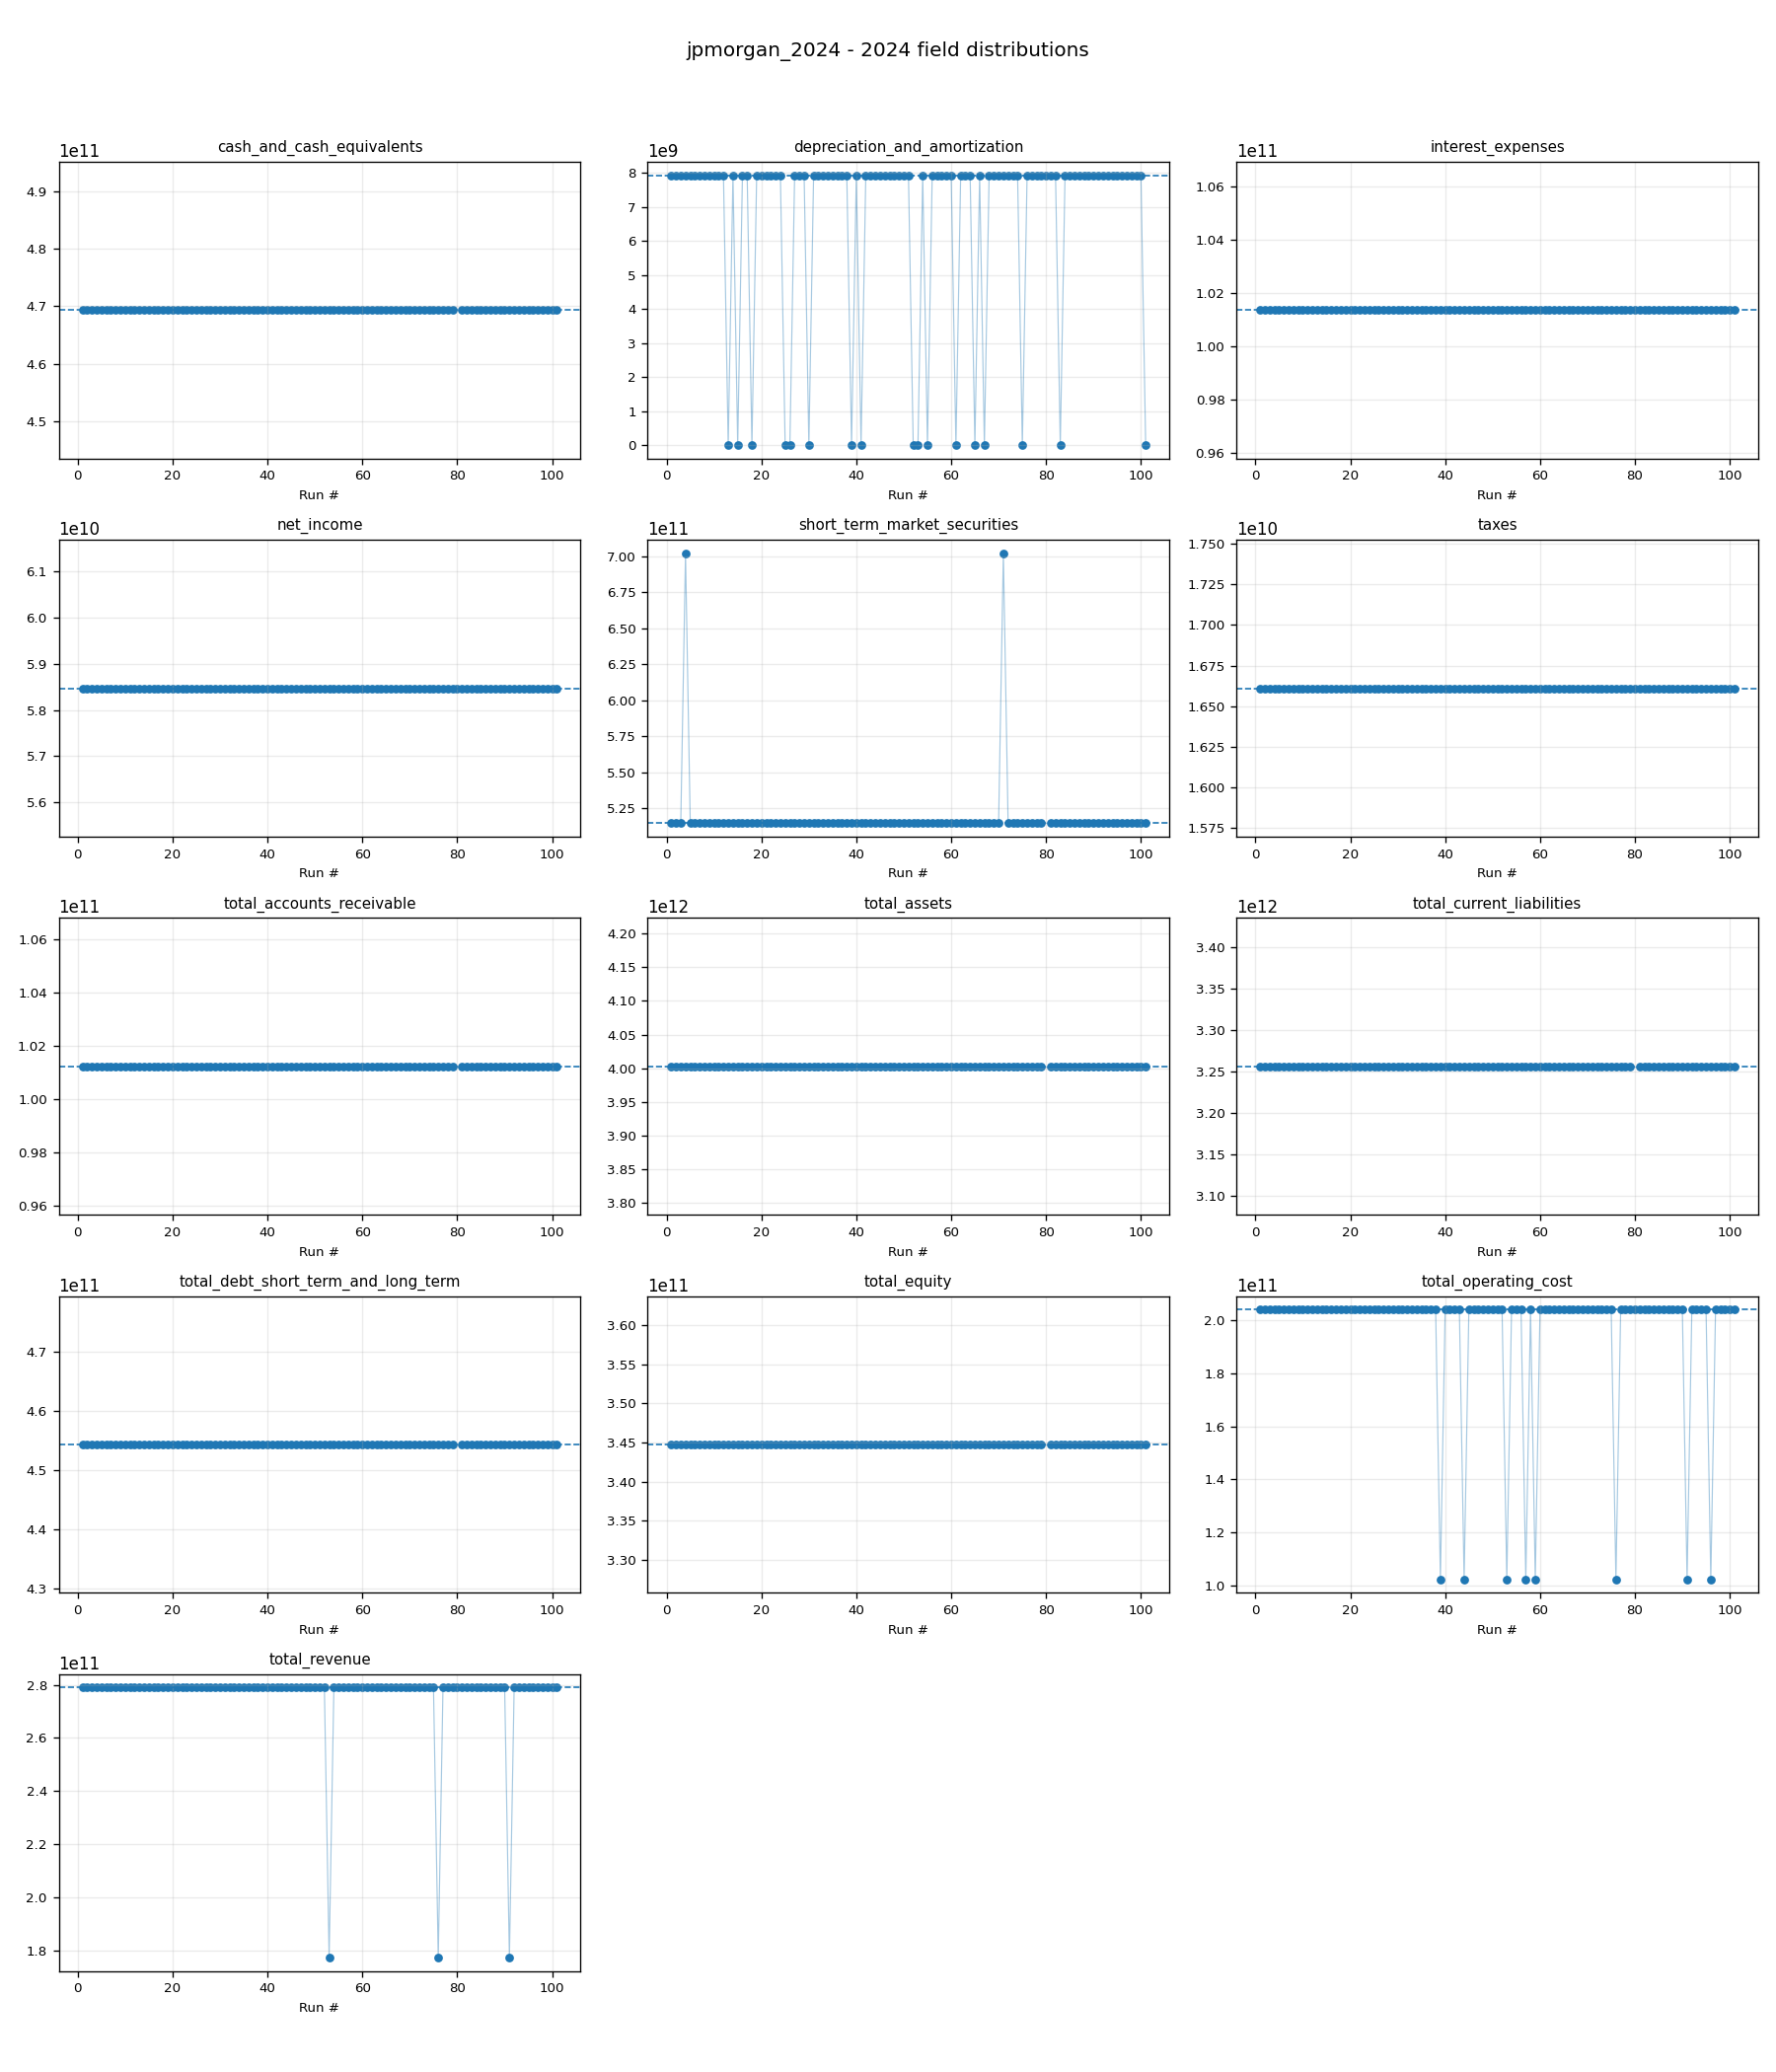 jpmorgan_2024 - 2024 field distributions
cash_and_cash_equivalents
1e11
4.9
4.8
4.7
4.6
4.5
0 20 40 60 80 100
Run #
depreciation_and_amortization
1e9
8
7
6
5
4
3
2
1
0
0 20 40 60 80 100
Run #
interest_expenses
1e11
1.06
1.04
1.02
1.00
0.98
0.96
0 20 40 60 80 100
Run #
net_income
1e10
6.1
6.0
5.9
5.8
5.7
5.6
0 20 40 60 80 100
Run #
short_term_market_securities
1e11
7.00
6.75
6.50
6.25
6.00
5.75
5.50
5.25
0 20 40 60 80 100
Run #
taxes
1e10
1.750
1.725
1.700
1.675
1.650
1.625
1.600
1.575
0 20 40 60 80 100
Run #
total_accounts_receivable
1e11
1.06
1.04
1.02
1.00
0.98
0.96
0 20 40 60 80 100
Run #
total_assets
1e12
4.20
4.15
4.10
4.05
4.00
3.95
3.90
3.85
3.80
0 20 40 60 80 100
Run #
total_current_liabilities
1e12
3.40
3.35
3.30
3.25
3.20
3.15
3.10
0 20 40 60 80 100
Run #
total_debt_short_term_and_long_term
1e11
4.7
4.6
4.5
4.4
4.3
0 20 40 60 80 100
Run #
total_equity
1e11
3.60
3.55
3.50
3.45
3.40
3.35
3.30
0 20 40 60 80 100
Run #
total_operating_cost
1e11
2.0
1.8
1.6
1.4
1.2
1.0
0 20 40 60 80 100
Run #
total_revenue
1e11
2.8
2.6
2.4
2.2
2.0
1.8
0 20 40 60 80 100
Run #